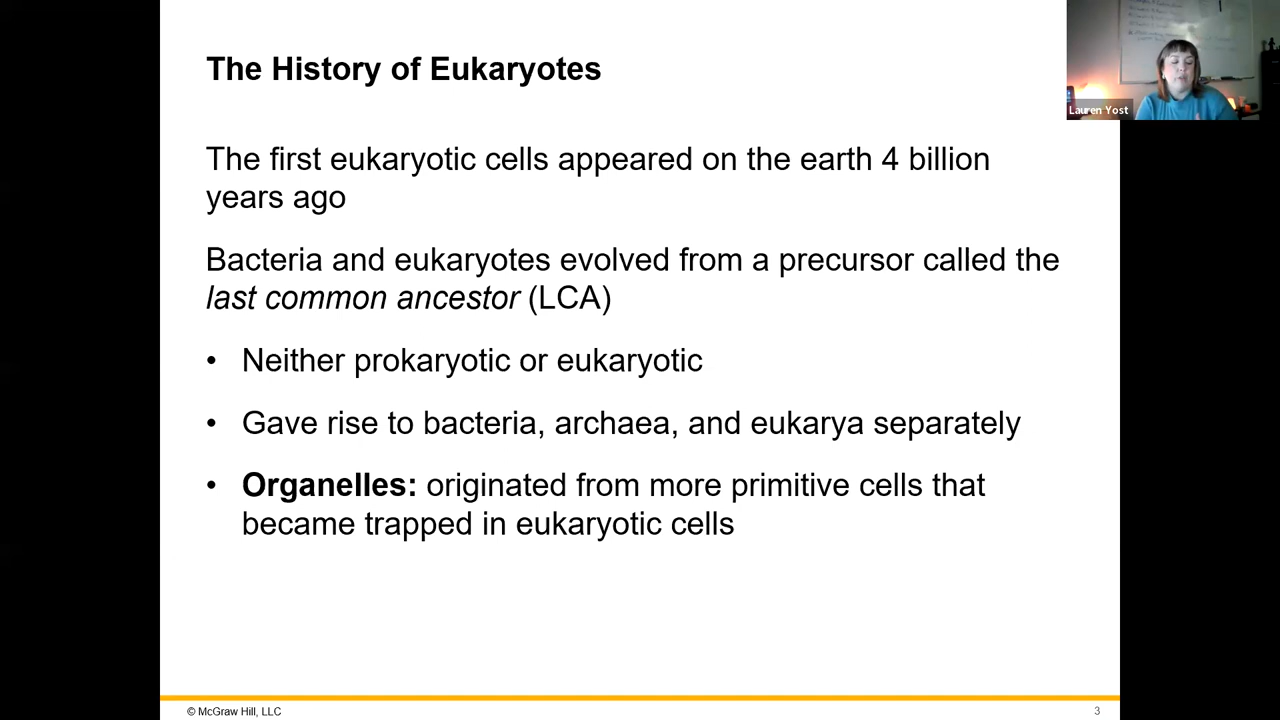 The History of Eukaryotes
Lauren Yost
The first eukaryotic cells appeared on the earth 4 billion
years ago
Bacteria and eukaryotes evolved from a precursor called the
last common ancestor (LCA)
• Neither prokaryotic or eukaryotic
• Gave rise to bacteria, archaea, and eukarya separately
• Organelles: originated from more primitive cells that
became trapped in eukaryotic cells
© McGraw Hill, LLC
3